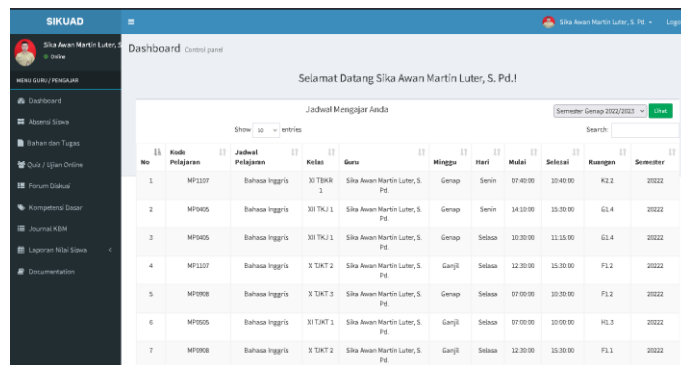 SIKUAD
Sika Awan Martin Luter, S. Pd
Logo
Sika Awan Martin Luter, S
Online
Dashboard Control panel
MENU GURU / PENGAJAR
Selamat Datang Sika Awan Martin Luter, S. Pd.!
Dashboard
Absensi Siswa
Bahan dan Tugas
Quiz / Ujian Online
Forum Diskusi
Kompetensi Dasar
Journal KBM
Laporan Nilai Siswa
Documentation
Jadwal Mengajar Anda
Semester Genap 2022/2023 Lihat
Show 10 entries
Search:
No Kode Pelajaran Jadwal Pelajaran Kelas Guru Minggu Hari Mulai Selesai Ruangan Semester
1 MP1107 Bahasa Inggris XI TBKR 1 Sika Awan Martin Luter, S. Pd. Genap Senin 07:40:00 10:40:00 K2.2 20222
2 MP0405 Bahasa Inggris XII TKJ 1 Sika Awan Martin Luter, S. Pd. Genap Senin 14:10:00 15:30:00 G1.4 20222
3 MP0405 Bahasa Inggris XII TKJ 1 Sika Awan Martin Luter, S. Pd. Genap Selasa 10:30:00 11:15:00 G1.4 20222
4 MP1107 Bahasa Inggris X TJKT 2 Sika Awan Martin Luter, S. Pd. Ganjil Selasa 12:30:00 15:30:00 F1.2 20222
5 MP0908 Bahasa Inggris X TJKT 3 Sika Awan Martin Luter, S. Pd. Genap Selasa 07:00:00 10:30:00 F1.2 20222
6 MP0505 Bahasa Inggris XI TJKT 1 Sika Awan Martin Luter, S. Pd. Ganjil Selasa 07:00:00 10:00:00 H1.3 20222
7 MP0908 Bahasa Inggris X TJKT 2 Sika Awan Martin Luter, S. Pd. Ganjil Selasa 12:30:00 15:30:00 F1.1 20222